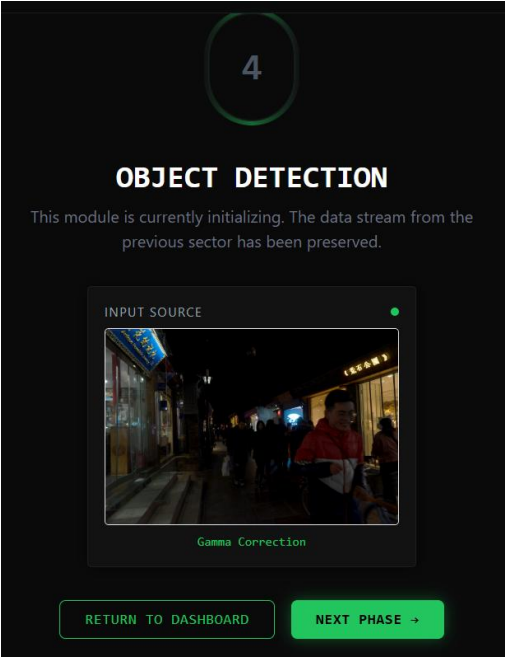 4
OBJECT DETECTION
This module is currently initializing. The data stream from the
previous sector has been preserved.
INPUT SOURCE
Gamma Correction
RETURN TO DASHBOARD
NEXT PHASE →